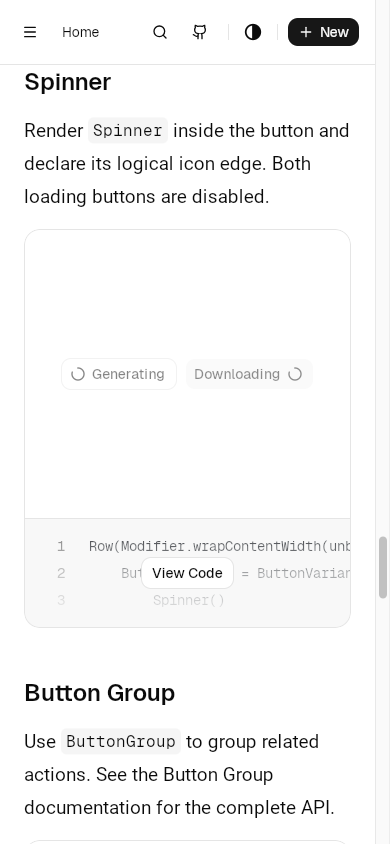 Home
New
Spinner
Render Spinner inside the button and
declare its logical icon edge. Both
loading buttons are disabled.
Generating
Downloading
1 Row(Modifier.wrapContentWidth(unb
2 But View Code = ButtonVarian
3 Spinner()
Button Group
Use ButtonGroup to group related
actions. See the Button Group
documentation for the complete API.